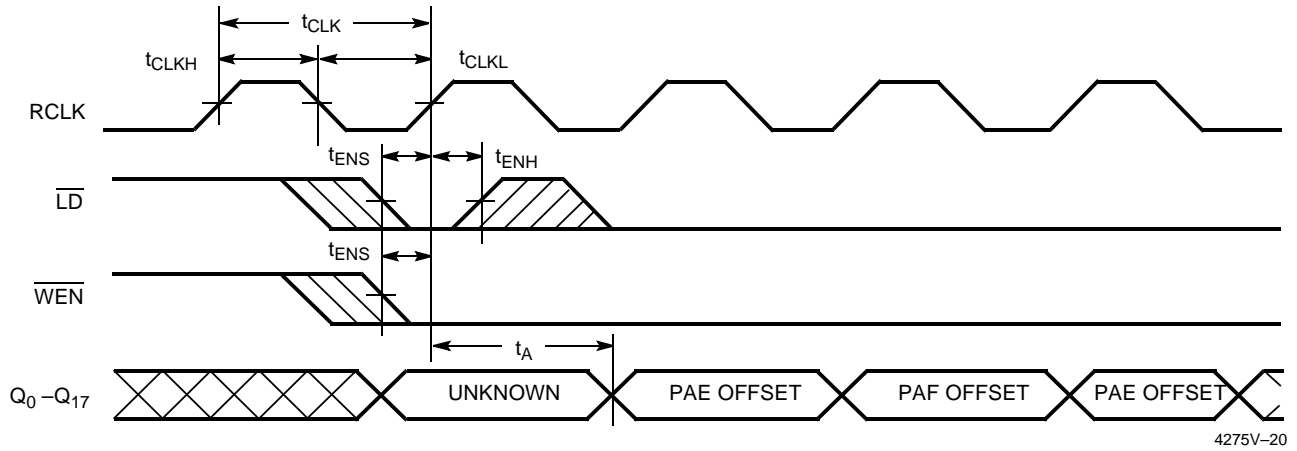 tCLK
tCLKH
tCLKL
RCLK
tENS
tENH
LD
tENS
WEN
tA
Q0 –Q17
UNKNOWN
PAE OFFSET
PAF OFFSET
PAE OFFSET
4275V–20